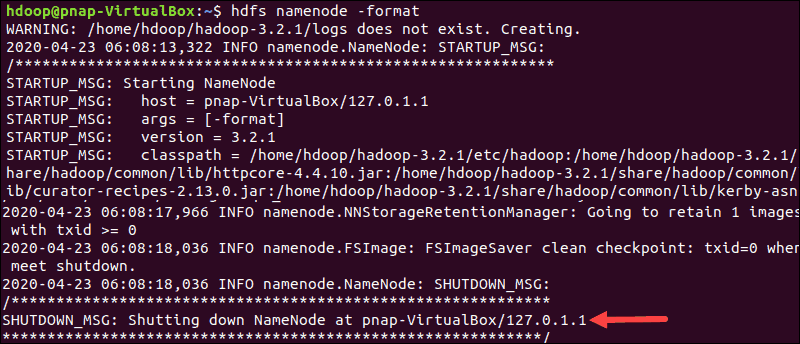 hdoop@pnap-VirtualBox:~$ hdfs namenode -format
WARNING: /home/hdoop/hadoop-3.2.1/logs does not exist. Creating.
2020-04-23 06:08:13,322 INFO namenode.NameNode: STARTUP_MSG:
/************************************************************
STARTUP_MSG: Starting NameNode
STARTUP_MSG:   host = pnap-VirtualBox/127.0.1.1
STARTUP_MSG:   args = [-format]
STARTUP_MSG:   version = 3.2.1
STARTUP_MSG:   classpath = /home/hdoop/hadoop-3.2.1/etc/hadoop:/home/hdoop/hadoop-3.2.1/
hare/hadoop/common/lib/httpcore-4.4.10.jar:/home/hdoop/hadoop-3.2.1/share/hadoop/common/
lib/curator-recipes-2.13.0.jar:/home/hdoop/hadoop-3.2.1/share/hadoop/common/lib/kerby-asn
2020-04-23 06:08:17,966 INFO namenode.NNStorageRetentionManager: Going to retain 1 images
with txid >= 0
2020-04-23 06:08:18,036 INFO namenode.FSImage: FSImageSaver clean checkpoint: txid=0 when
meet shutdown.
2020-04-23 06:08:18,036 INFO namenode.NameNode: SHUTDOWN_MSG:
/************************************************************
SHUTDOWN_MSG: Shutting down NameNode at pnap-VirtualBox/127.0.1.1
************************************************************/